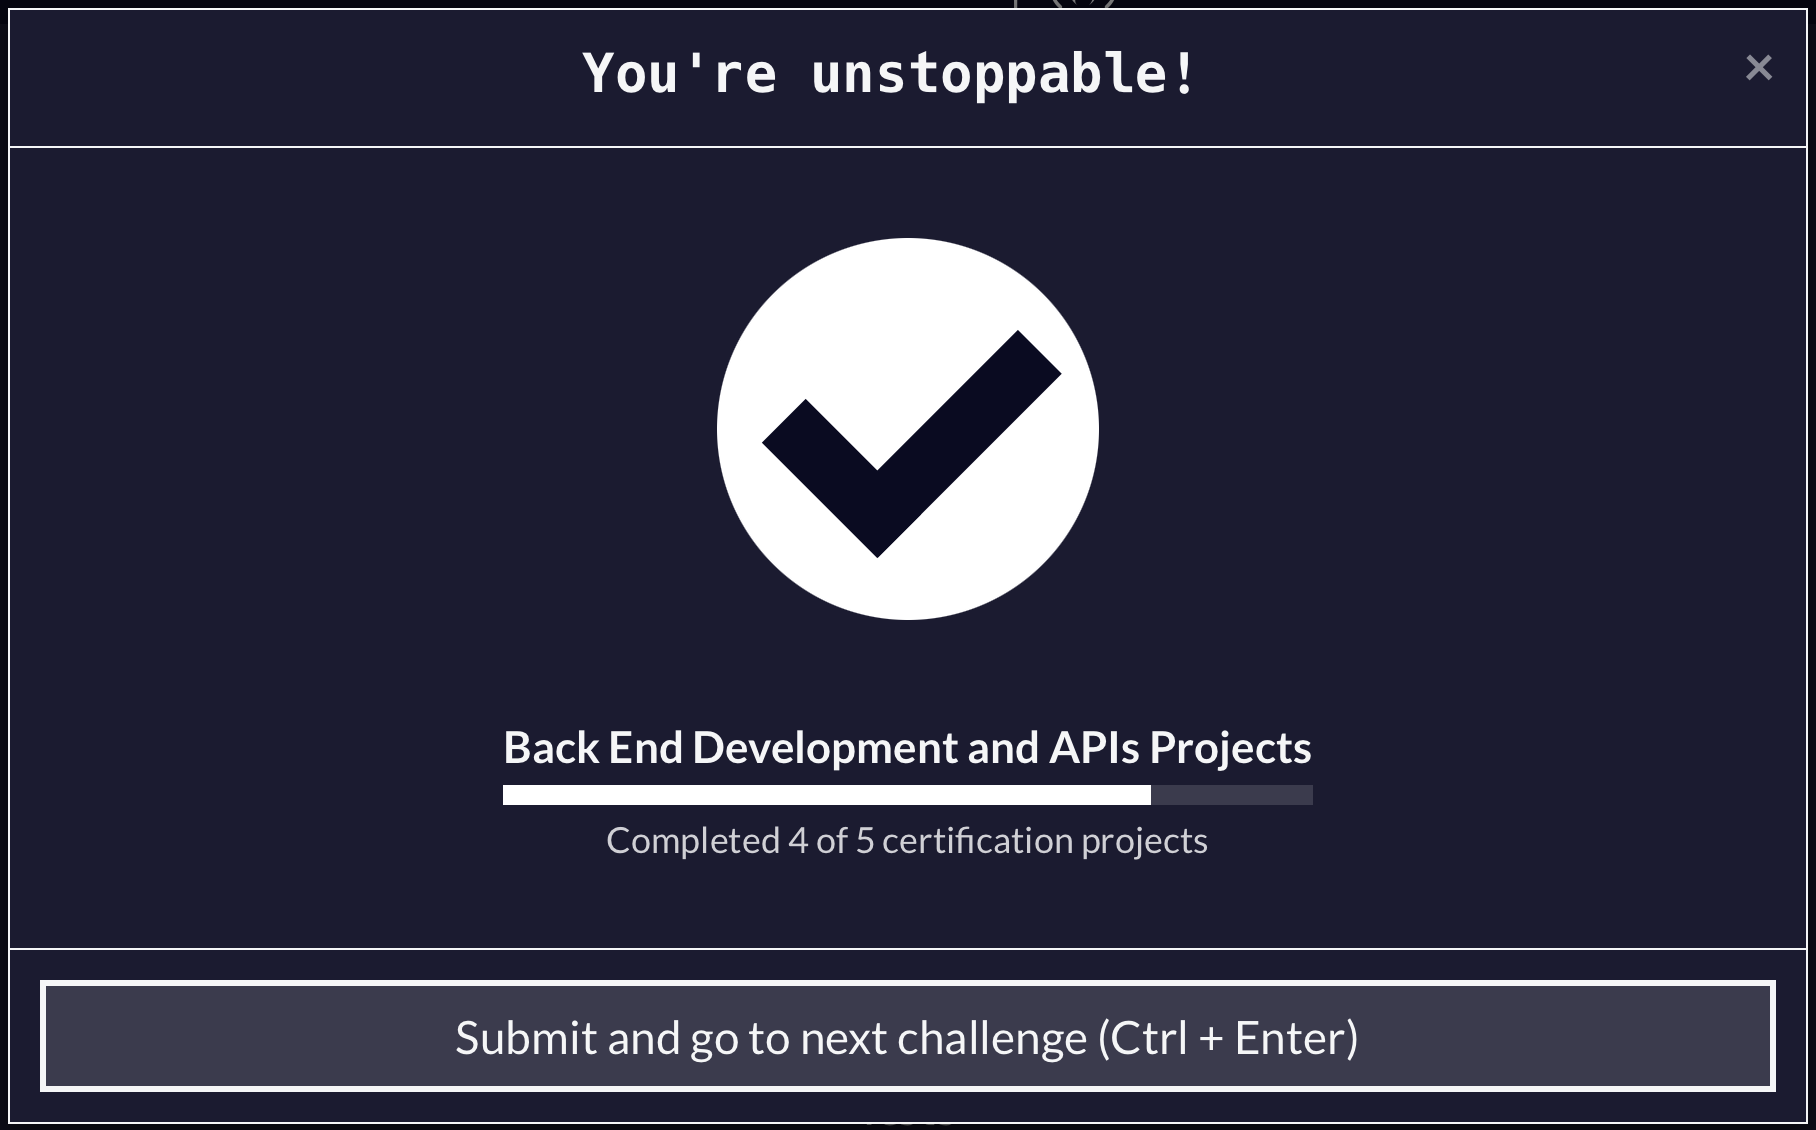 You're unstoppable!
Back End Development and APIs Projects
Completed 4 of 5 certification projects
Submit and go to next challenge (Ctrl + Enter)